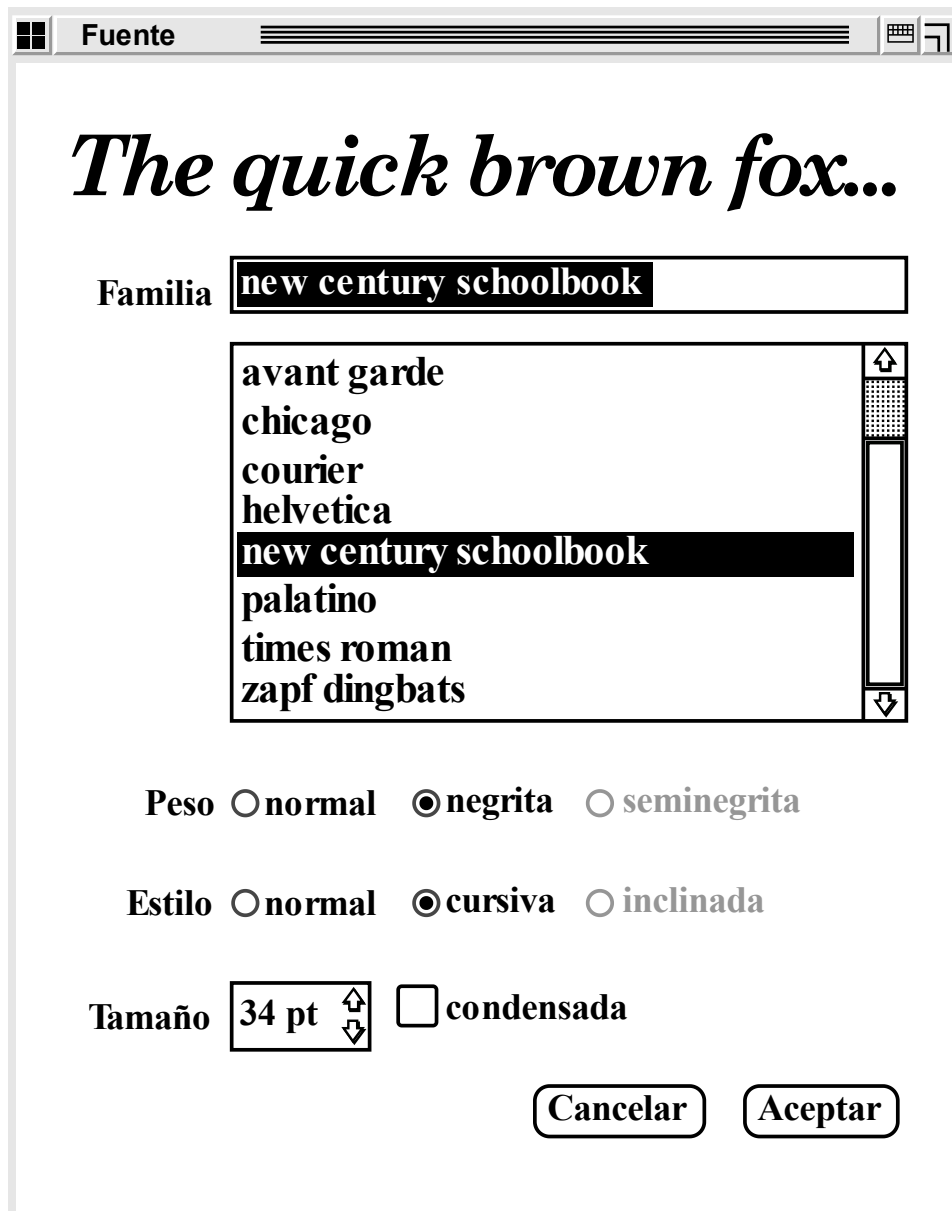 Fuente
The quick brown fox...
Familia new century schoolbook
avant garde
chicago
courier
helvetica
new century schoolbook
palatino
times roman
zapf dingbats
Peso normal negrita seminegrita
Estilo normal cursiva inclinada
Tamaño 34 pt condensada
Cancelar Aceptar